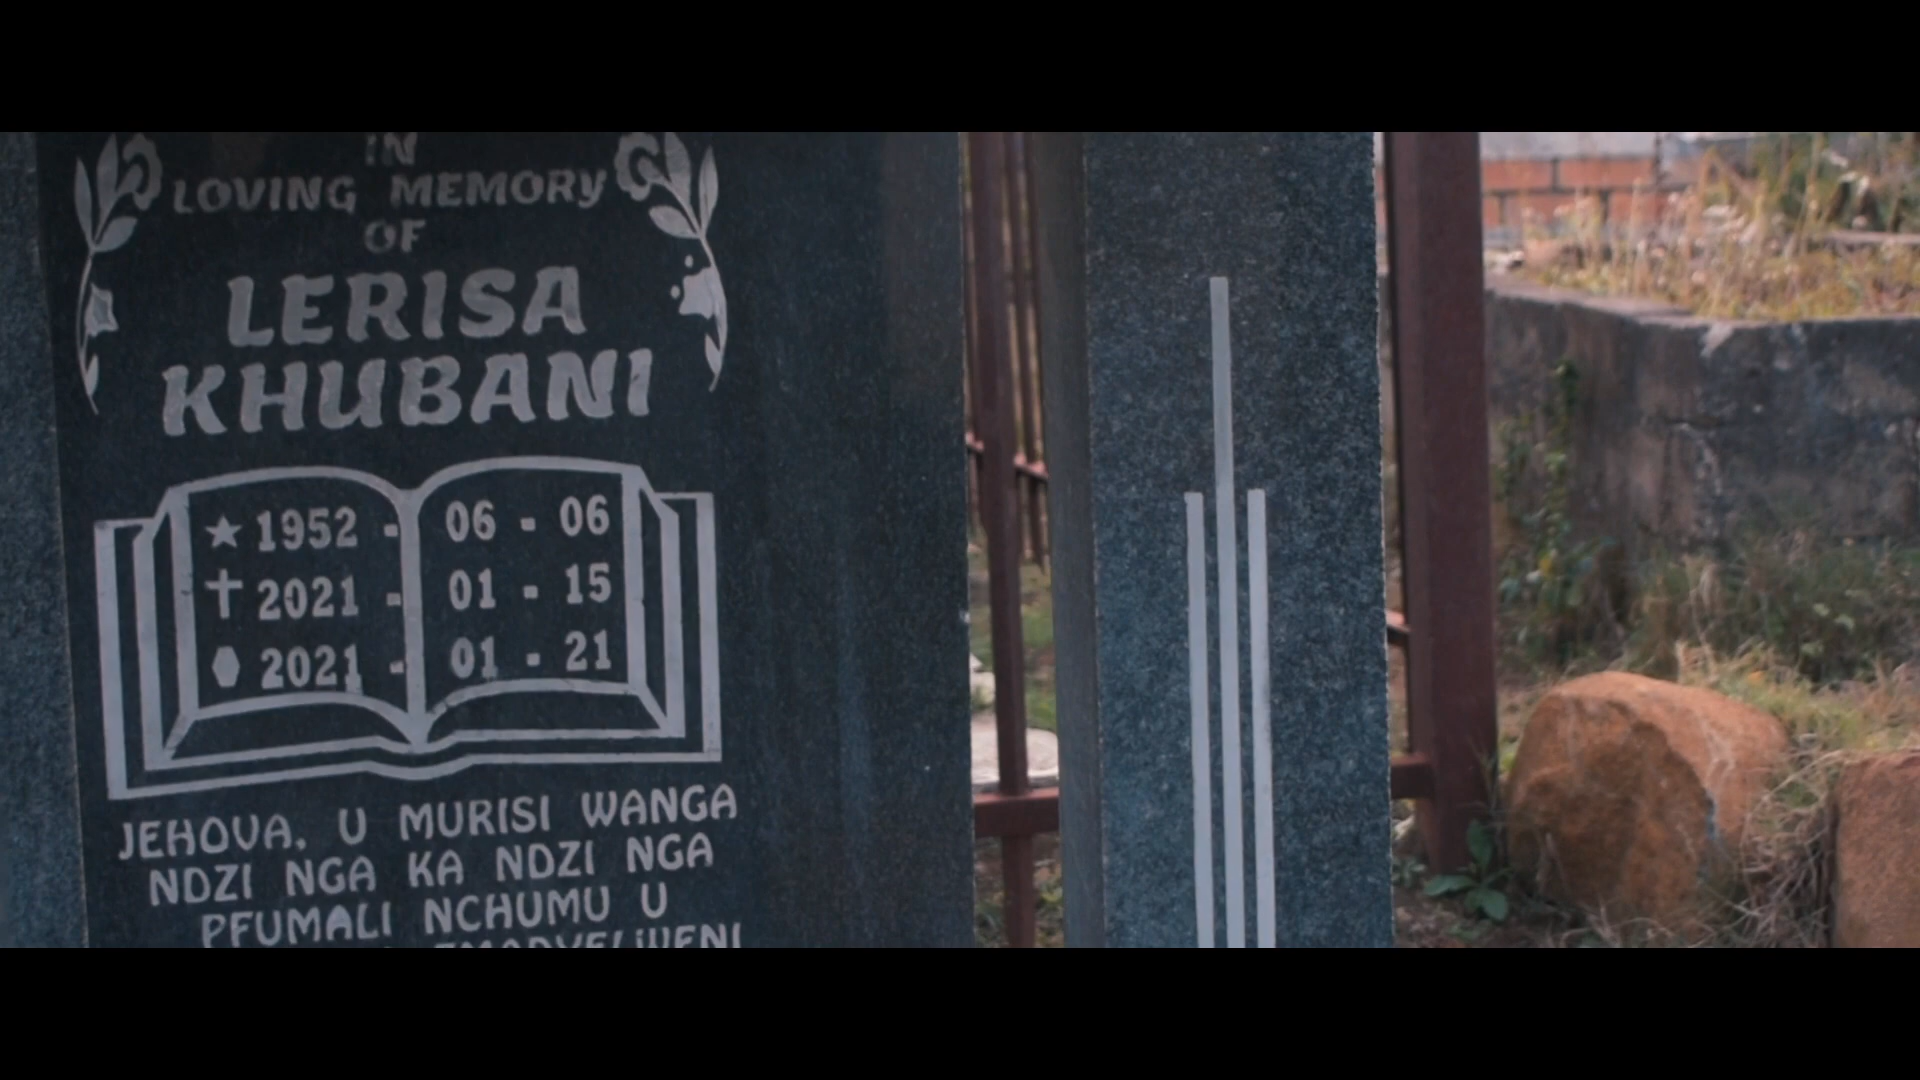 IN
LOVING MEMORY
OF
LERISA
KHUBANI
1952 - 06 - 06
2021 - 01 - 15
2021 - 01 - 21
JEHOVA, U MURISI WANGA
NDZI NGA KA NDZI NGA
PFUMALI NCHUMU U